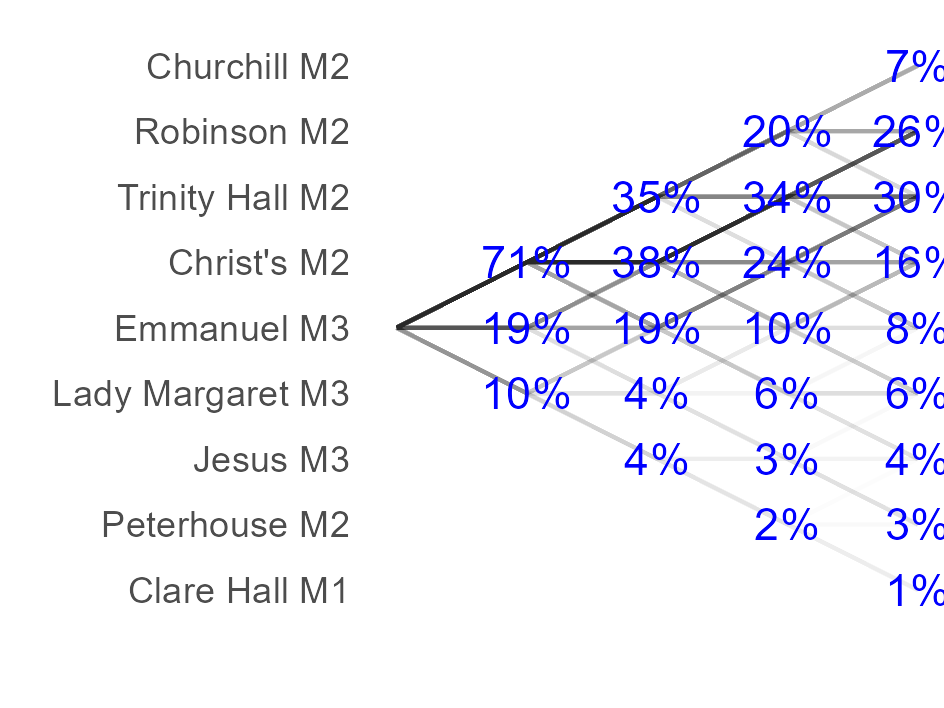 Churchill M2 7%
Robinson M2 20% 26%
Trinity Hall M2 35% 34% 30%
Christ's M2 71% 38% 24% 16%
Emmanuel M3 19% 19% 10% 8%
Lady Margaret M3 10% 4% 6% 6%
Jesus M3 4% 3% 4%
Peterhouse M2 2% 3%
Clare Hall M1 1%